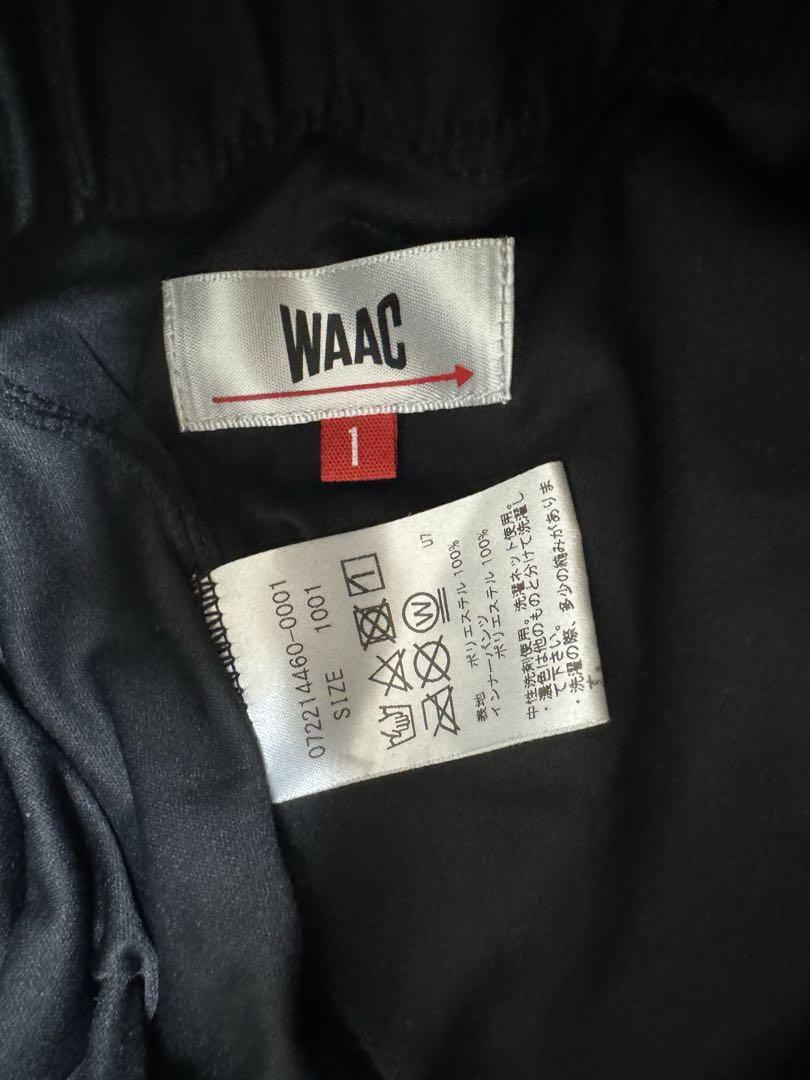 WAAC
1
072214460-0001
SIZE 1001
W
U7
表地 ポリエステル 100%
インナーパンツ
ポリエステル 100%
中性洗剤使用。洗濯ネット使用。
・濃色は他のものと分けて洗濯し
て下さい。
・洗濯の際、多少の縮みがありま